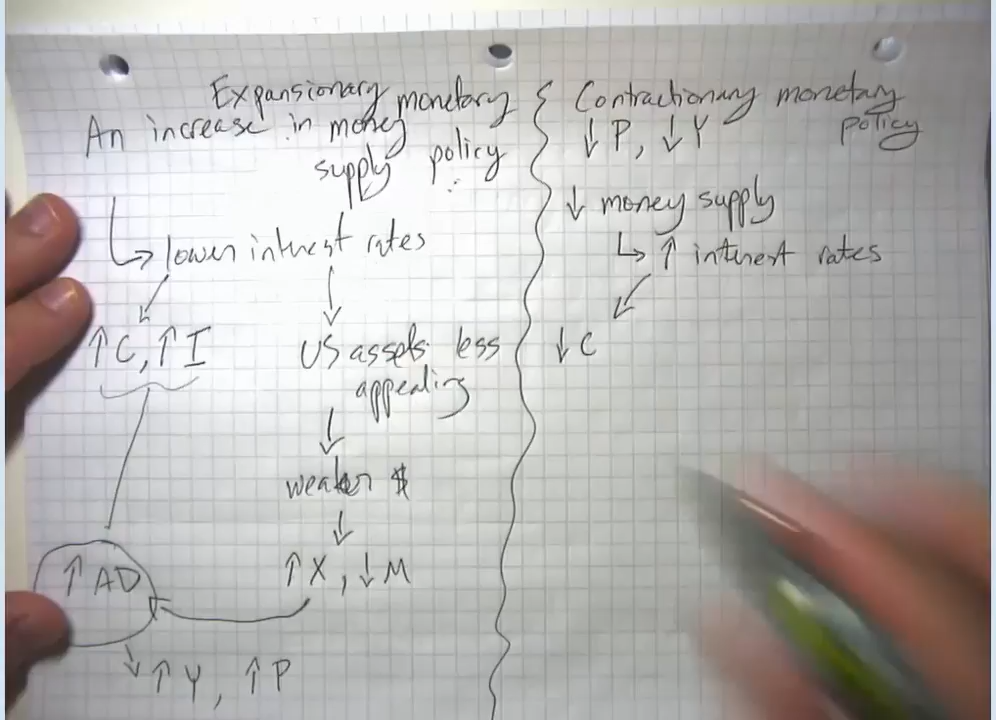 Expansionary monetary
An increase in money
supply policy
↳ lower interest rates
↑ C, ↑ I
US assets less
appealing
weaker $
↑ X, ↓ M
↑ AD
↑ Y, ↑ P
Contractionary monetary
policy
↓ P, ↓ Y
↓ money supply
↳ ↑ interest rates
↓ C